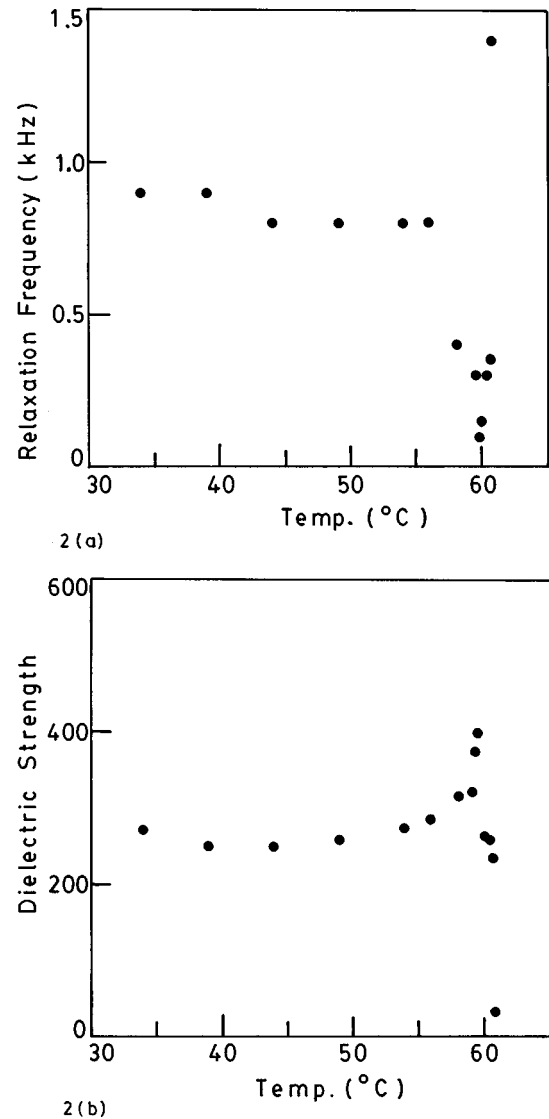 1.5
1.0
0.5
0
Relaxation Frequency (kHz)
30 40 50 60
Temp. (°C)
2(a)
600
400
200
0
Dielectric Strength
30 40 50 60
Temp. (°C)
2(b)